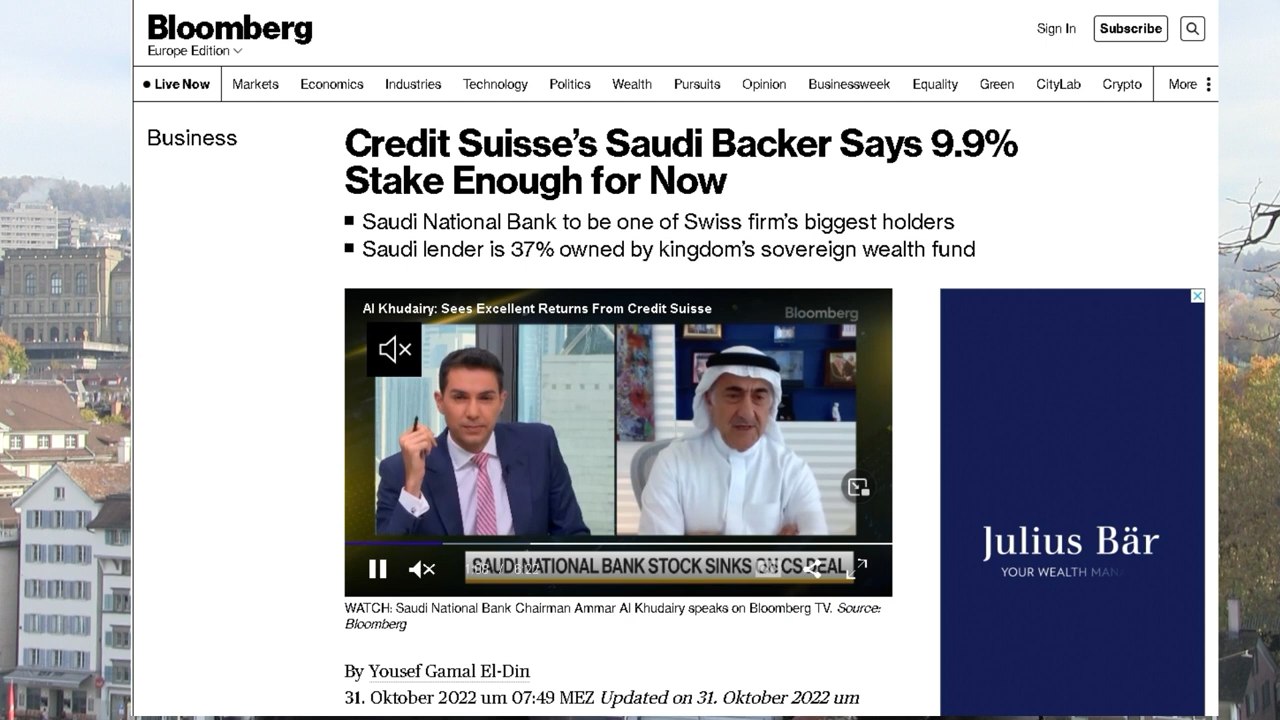 Bloomberg
Europe Edition
Sign In
Subscribe
Live Now
Markets
Economics
Industries
Technology
Politics
Wealth
Pursuits
Opinion
Businessweek
Equality
Green
CityLab
Crypto
More
Business
Credit Suisse's Saudi Backer Says 9.9%
Stake Enough for Now
Saudi National Bank to be one of Swiss firm's biggest holders
Saudi lender is 37% owned by kingdom's sovereign wealth fund
Al Khudairy: Sees Excellent Returns From Credit Suisse
Bloomberg
SAUDI NATIONAL BANK STOCK SINKS ON CS DEAL
WATCH: Saudi National Bank Chairman Ammar Al Khudairy speaks on Bloomberg TV. Source:
Bloomberg
Julius Bär
YOUR WEALTH MAN
By Yousef Gamal El-Din
31. Oktober 2022 um 07:49 MEZ Updated on 31. Oktober 2022 um